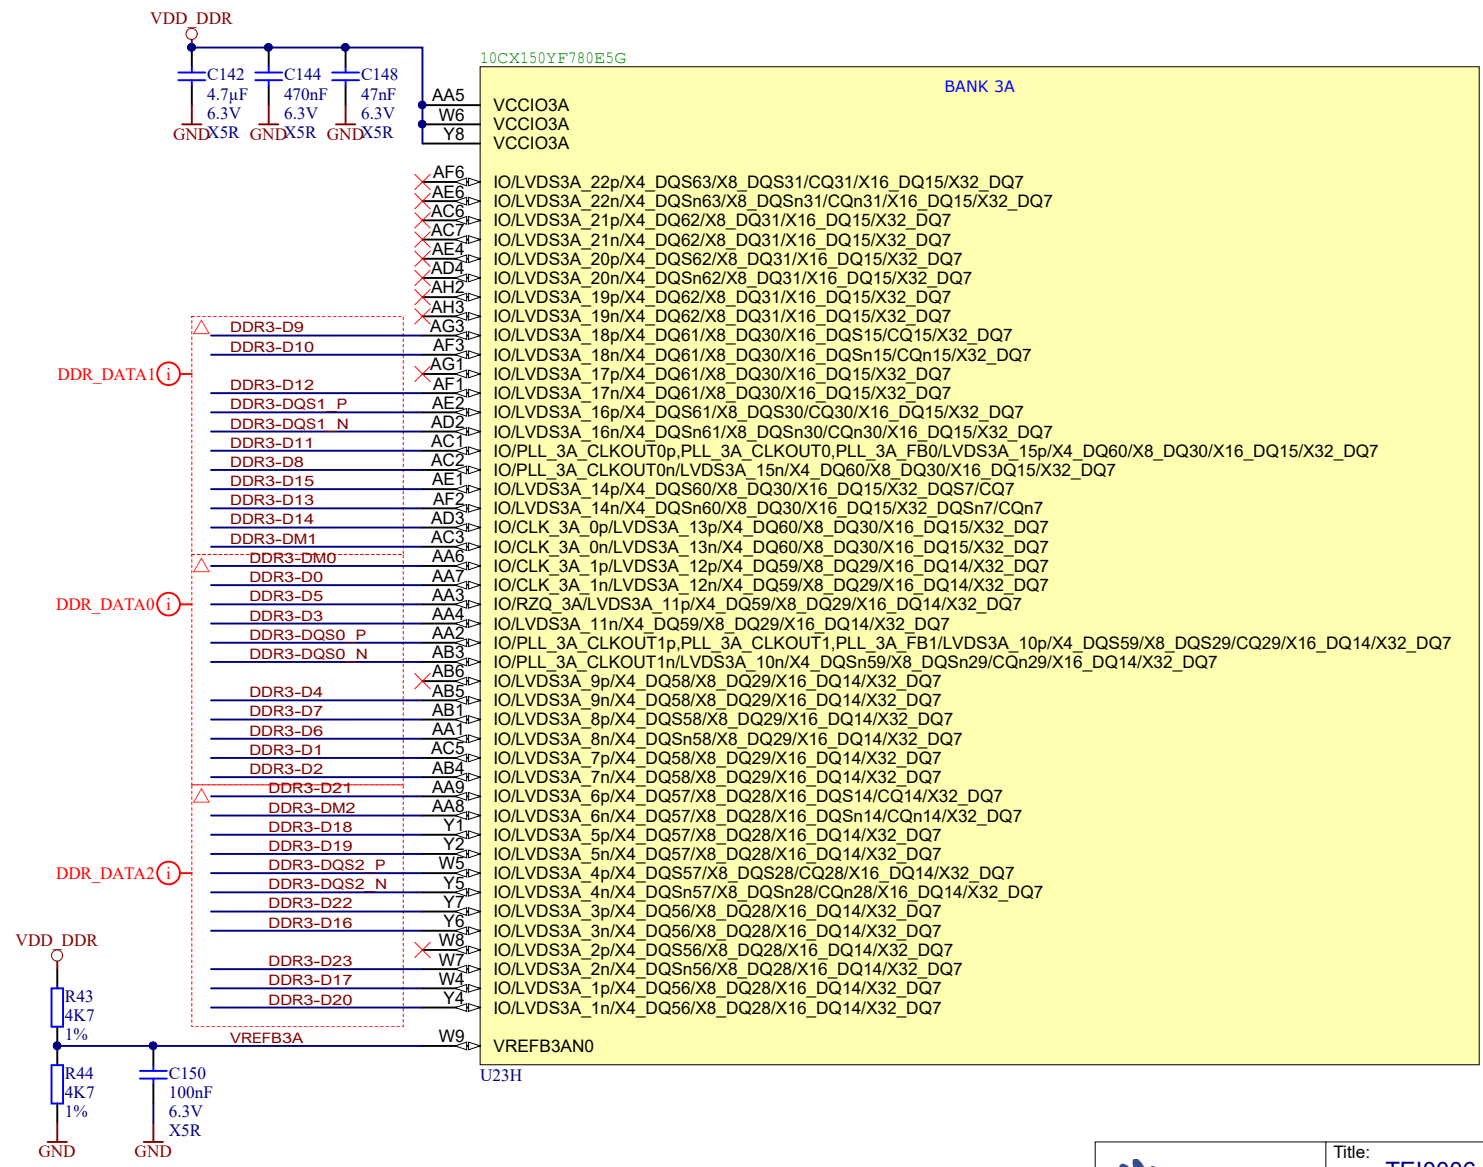 VDD_DDR
C142
4.7µF
6.3V
X5R
GND
C144
470nF
6.3V
X5R
GND
C148
47nF
6.3V
X5R
GND
10CX150YF780E5G
BANK 3A
AA5 VCCIO3A
W6 VCCIO3A
Y8 VCCIO3A
AF6 IO/LVDS3A_22p/X4_DQS63/X8_DQS31/CQ31/X16_DQ15/X32_DQ7
AE6 IO/LVDS3A_22n/X4_DQSn63/X8_DQSn31/CQn31/X16_DQ15/X32_DQ7
AC6 IO/LVDS3A_21p/X4_DQ62/X8_DQ31/X16_DQ15/X32_DQ7
AC7 IO/LVDS3A_21n/X4_DQ62/X8_DQ31/X16_DQ15/X32_DQ7
AE4 IO/LVDS3A_20p/X4_DQS62/X8_DQ31/X16_DQ15/X32_DQ7
AD4 IO/LVDS3A_20n/X4_DQSn62/X8_DQ31/X16_DQ15/X32_DQ7
AH2 IO/LVDS3A_19p/X4_DQ62/X8_DQ31/X16_DQ15/X32_DQ7
AH3 IO/LVDS3A_19n/X4_DQ62/X8_DQ31/X16_DQ15/X32_DQ7
DDR3-D9 AG3 IO/LVDS3A_18p/X4_DQ61/X8_DQ30/X16_DQS15/CQ15/X32_DQ7
DDR3-D10 AF3 IO/LVDS3A_18n/X4_DQ61/X8_DQ30/X16_DQSn15/CQn15/X32_DQ7
DDR_DATA1 i AG1 IO/LVDS3A_17p/X4_DQ61/X8_DQ30/X16_DQ15/X32_DQ7
DDR3-D12 AF1 IO/LVDS3A_17n/X4_DQ61/X8_DQ30/X16_DQ15/X32_DQ7
DDR3-DQS1_P AE2 IO/LVDS3A_16p/X4_DQS61/X8_DQS30/CQ30/X16_DQ15/X32_DQ7
DDR3-DQS1_N AD2 IO/LVDS3A_16n/X4_DQSn61/X8_DQSn30/CQn30/X16_DQ15/X32_DQ7
DDR3-D11 AC1 IO/PLL_3A_CLKOUT0p,PLL_3A_CLKOUT0,PLL_3A_FB0/LVDS3A_15p/X4_DQ60/X8_DQ30/X16_DQ15/X32_DQ7
DDR3-D8 AC2 IO/PLL_3A_CLKOUT0n/LVDS3A_15n/X4_DQ60/X8_DQ30/X16_DQ15/X32_DQ7
DDR3-D15 AE1 IO/LVDS3A_14p/X4_DQS60/X8_DQ30/X16_DQ15/X32_DQS7/CQ7
DDR3-D13 AF2 IO/LVDS3A_14n/X4_DQSn60/X8_DQ30/X16_DQ15/X32_DQSn7/CQn7
DDR3-D14 AD3 IO/CLK_3A_0p/LVDS3A_13p/X4_DQ60/X8_DQ30/X16_DQ15/X32_DQ7
DDR3-DM1 AC3 IO/CLK_3A_0n/LVDS3A_13n/X4_DQ60/X8_DQ30/X16_DQ15/X32_DQ7
DDR3-DM0 AA6 IO/CLK_3A_1p/LVDS3A_12p/X4_DQ59/X8_DQ29/X16_DQ14/X32_DQ7
DDR3-D0 AA7 IO/CLK_3A_1n/LVDS3A_12n/X4_DQ59/X8_DQ29/X16_DQ14/X32_DQ7
DDR_DATA0 i DDR3-D5 AA3 IO/RZQ_3A/LVDS3A_11p/X4_DQ59/X8_DQ29/X16_DQ14/X32_DQ7
DDR3-D3 AA4 IO/LVDS3A_11n/X4_DQ59/X8_DQ29/X16_DQ14/X32_DQ7
DDR3-DQS0_P AA2 IO/PLL_3A_CLKOUT1p,PLL_3A_CLKOUT1,PLL_3A_FB1/LVDS3A_10p/X4_DQS59/X8_DQS29/CQ29/X16_DQ14/X32_DQ7
DDR3-DQS0_N AB3 IO/PLL_3A_CLKOUT1n/LVDS3A_10n/X4_DQSn59/X8_DQSn29/CQn29/X16_DQ14/X32_DQ7
AB6 IO/LVDS3A_9p/X4_DQ58/X8_DQ29/X16_DQ14/X32_DQ7
DDR3-D4 AB5 IO/LVDS3A_9n/X4_DQ58/X8_DQ29/X16_DQ14/X32_DQ7
DDR3-D7 AB1 IO/LVDS3A_8p/X4_DQS58/X8_DQ29/X16_DQ14/X32_DQ7
DDR3-D6 AA1 IO/LVDS3A_8n/X4_DQSn58/X8_DQ29/X16_DQ14/X32_DQ7
DDR3-D1 AC5 IO/LVDS3A_7p/X4_DQ58/X8_DQ29/X16_DQ14/X32_DQ7
DDR3-D2 AB4 IO/LVDS3A_7n/X4_DQ58/X8_DQ29/X16_DQ14/X32_DQ7
DDR3-D21 AA9 IO/LVDS3A_6p/X4_DQ57/X8_DQ28/X16_DQS14/CQ14/X32_DQ7
DDR3-DM2 AA8 IO/LVDS3A_6n/X4_DQ57/X8_DQ28/X16_DQSn14/CQn14/X32_DQ7
DDR3-D18 Y1 IO/LVDS3A_5p/X4_DQ57/X8_DQ28/X16_DQ14/X32_DQ7
DDR3-D19 Y2 IO/LVDS3A_5n/X4_DQ57/X8_DQ28/X16_DQ14/X32_DQ7
DDR_DATA2 i DDR3-DQS2_P W5 IO/LVDS3A_4p/X4_DQS57/X8_DQS28/CQ28/X16_DQ14/X32_DQ7
DDR3-DQS2_N Y5 IO/LVDS3A_4n/X4_DQSn57/X8_DQSn28/CQn28/X16_DQ14/X32_DQ7
DDR3-D22 Y7 IO/LVDS3A_3p/X4_DQ56/X8_DQ28/X16_DQ14/X32_DQ7
DDR3-D16 Y6 IO/LVDS3A_3n/X4_DQ56/X8_DQ28/X16_DQ14/X32_DQ7
W8 IO/LVDS3A_2p/X4_DQS56/X8_DQ28/X16_DQ14/X32_DQ7
DDR3-D23 W7 IO/LVDS3A_2n/X4_DQSn56/X8_DQ28/X16_DQ14/X32_DQ7
DDR3-D17 W4 IO/LVDS3A_1p/X4_DQ56/X8_DQ28/X16_DQ14/X32_DQ7
DDR3-D20 Y4 IO/LVDS3A_1n/X4_DQ56/X8_DQ28/X16_DQ14/X32_DQ7
VREFB3A W9 VREFB3AN0
U23H
VDD_DDR
R43
4K7
1%
R44
4K7
1%
GND
C150
100nF
6.3V
X5R
GND
Title: